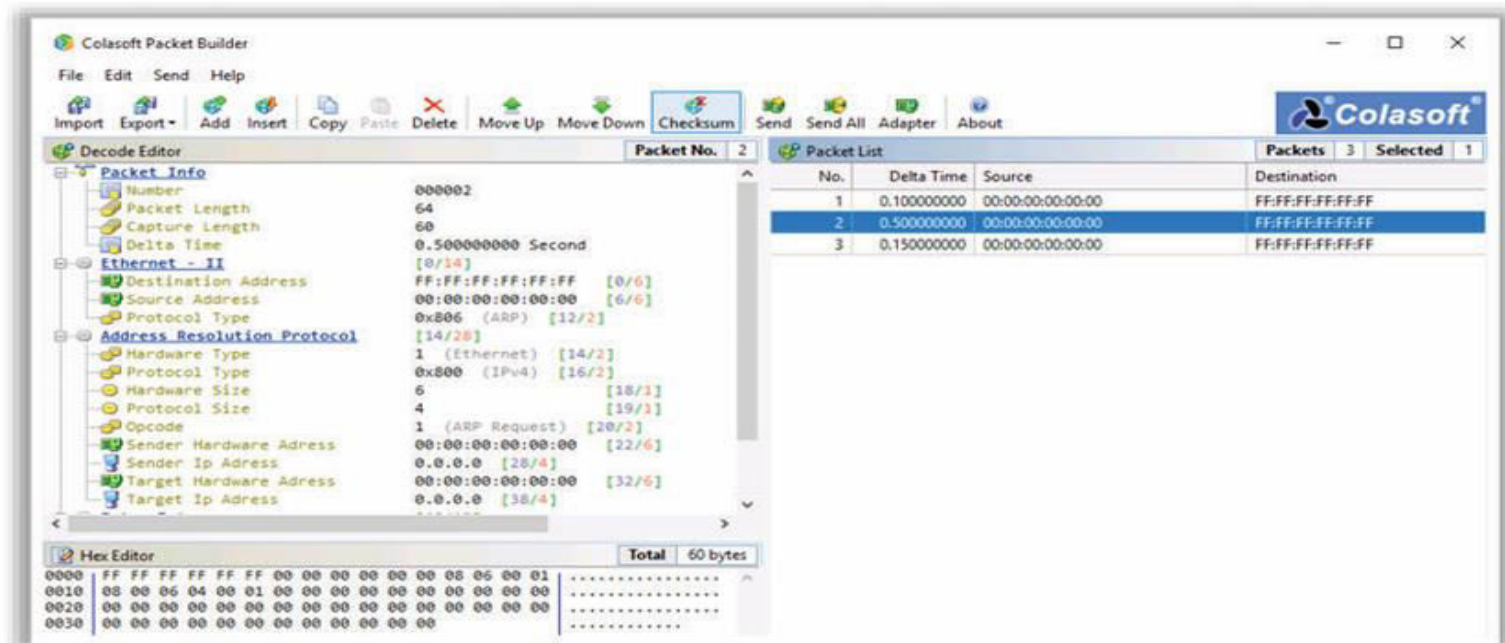 Colasoft Packet Builder
File Edit Send Help
Import Export Add Insert Copy Paste Delete Move Up Move Down Checksum Send Send All Adapter About
Colasoft
Decode Editor Packet No. 2
Packet Info
Number 000002
Packet Length 64
Capture Length 60
Delta Time 0.500000000 Second
Ethernet - II [0/14]
Destination Address FF:FF:FF:FF:FF:FF [0/6]
Source Address 00:00:00:00:00:00 [6/6]
Protocol Type 0x806 (ARP) [12/2]
Address Resolution Protocol [14/28]
Hardware Type 1 (Ethernet) [14/2]
Protocol Type 0x800 (IPv4) [16/2]
Hardware Size 6 [18/1]
Protocol Size 4 [19/1]
Opcode 1 (ARP Request) [20/2]
Sender Hardware Adress 00:00:00:00:00:00 [22/6]
Sender Ip Adress 0.0.0.0 [28/4]
Target Hardware Adress 00:00:00:00:00:00 [32/6]
Target Ip Adress 0.0.0.0 [38/4]
Hex Editor Total 60 bytes
0000 FF FF FF FF FF FF 00 00 00 00 00 00 08 06 00 01 ................
0010 08 00 06 04 00 01 00 00 00 00 00 00 00 00 00 00 ................
0020 00 00 00 00 00 00 00 00 00 00 00 00 00 00 00 00 ................
0030 00 00 00 00 00 00 00 00 00 00 00 00 ............
Packet List Packets 3 Selected 1
No. Delta Time Source Destination
1 0.100000000 00:00:00:00:00:00 FF:FF:FF:FF:FF:FF
2 0.500000000 00:00:00:00:00:00 FF:FF:FF:FF:FF:FF
3 0.150000000 00:00:00:00:00:00 FF:FF:FF:FF:FF:FF